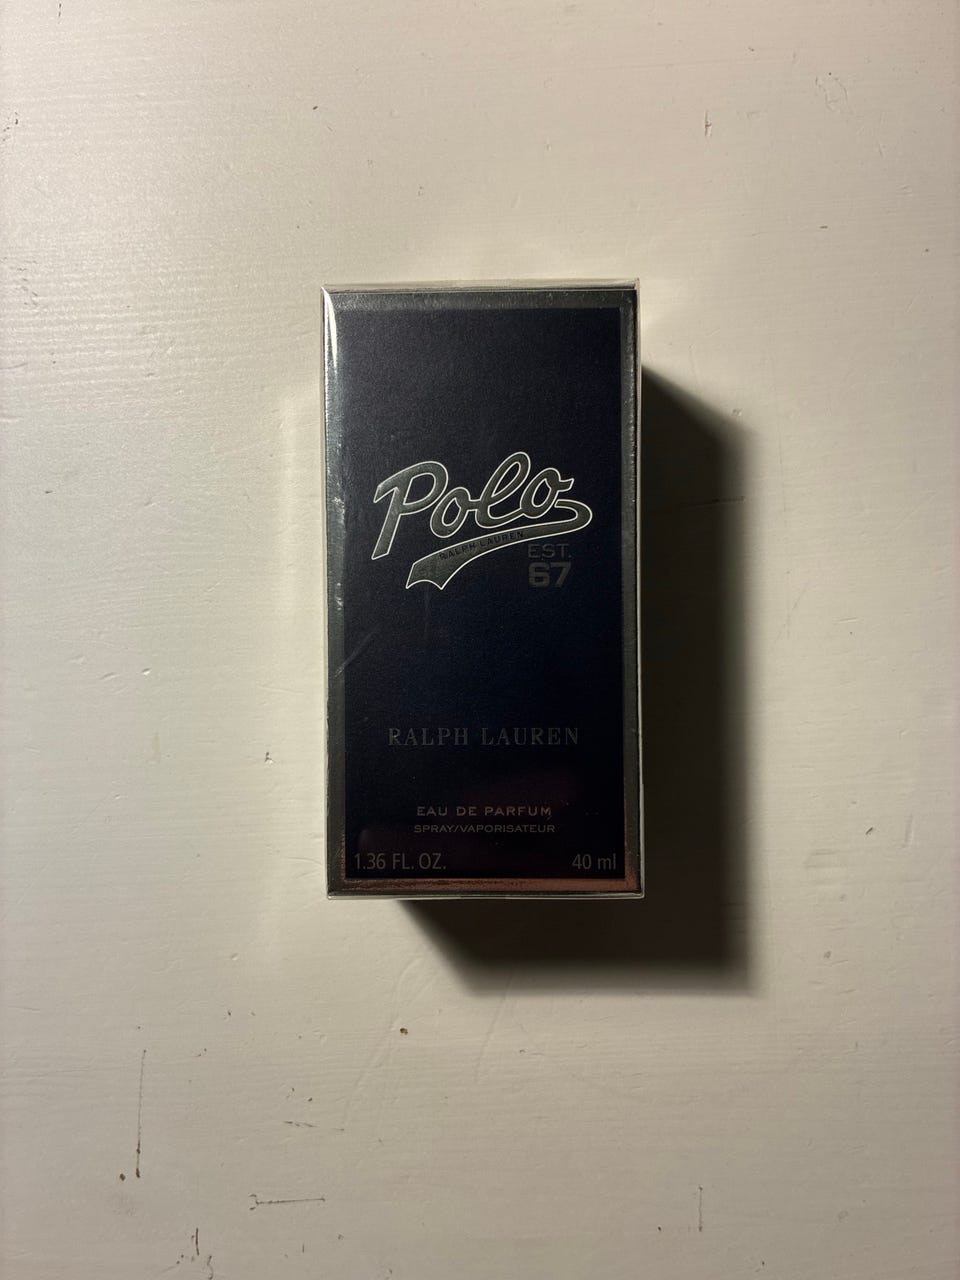 Polo
RALPH LAUREN
EST.
67
RALPH LAUREN
EAU DE PARFUM
SPRAY/VAPORISATEUR
1.36 FL. OZ. 40 ml